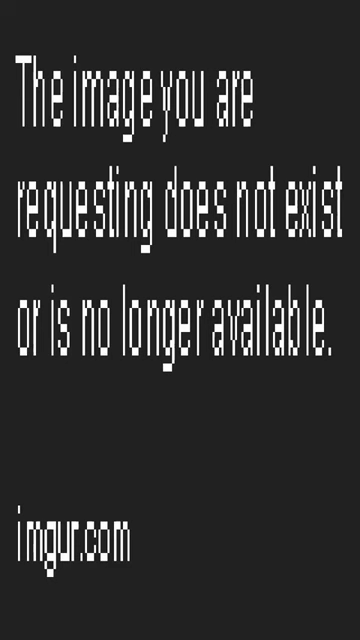 The image you are
requesting does not exist
or is no longer available.
imgur.com